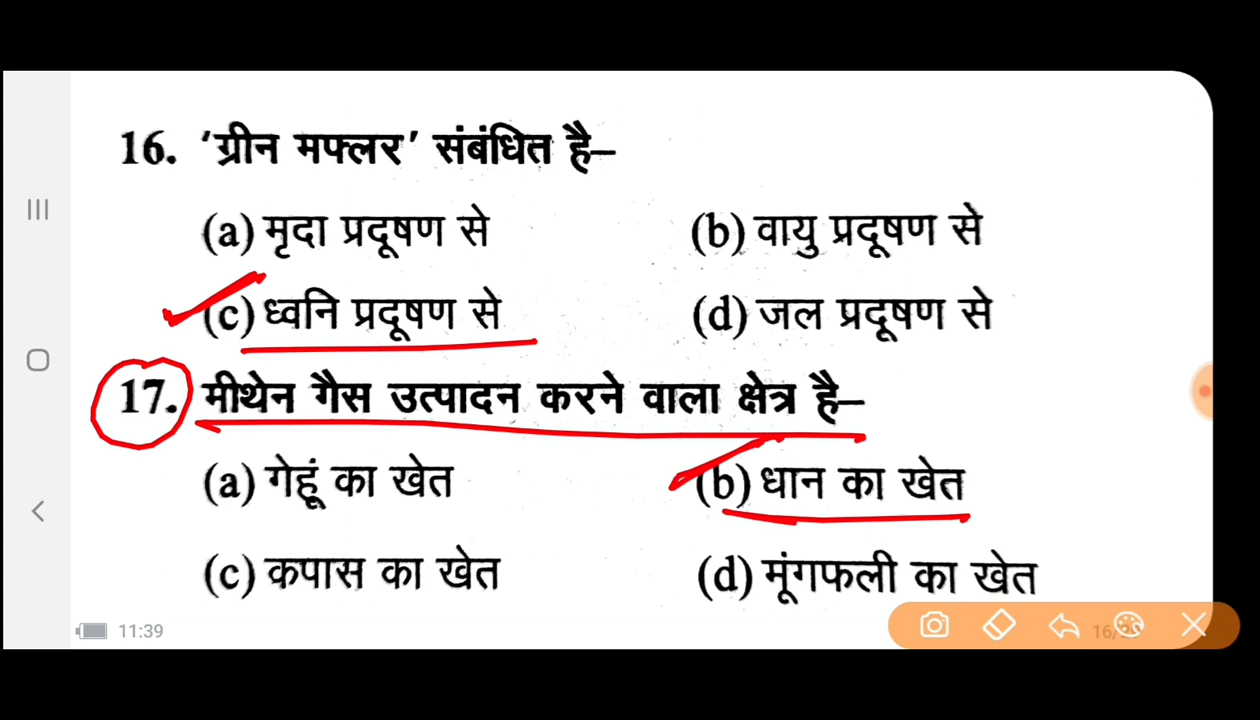 16. 'ग्रीन मफ्लर' संबंधित है–
(a) मृदा प्रदूषण से (b) वायु प्रदूषण से
(c) ध्वनि प्रदूषण से (d) जल प्रदूषण से
17. मीथेन गैस उत्पादन करने वाला क्षेत्र है–
(a) गेहूं का खेत (b) धान का खेत
(c) कपास का खेत (d) मूंगफली का खेत
11:39